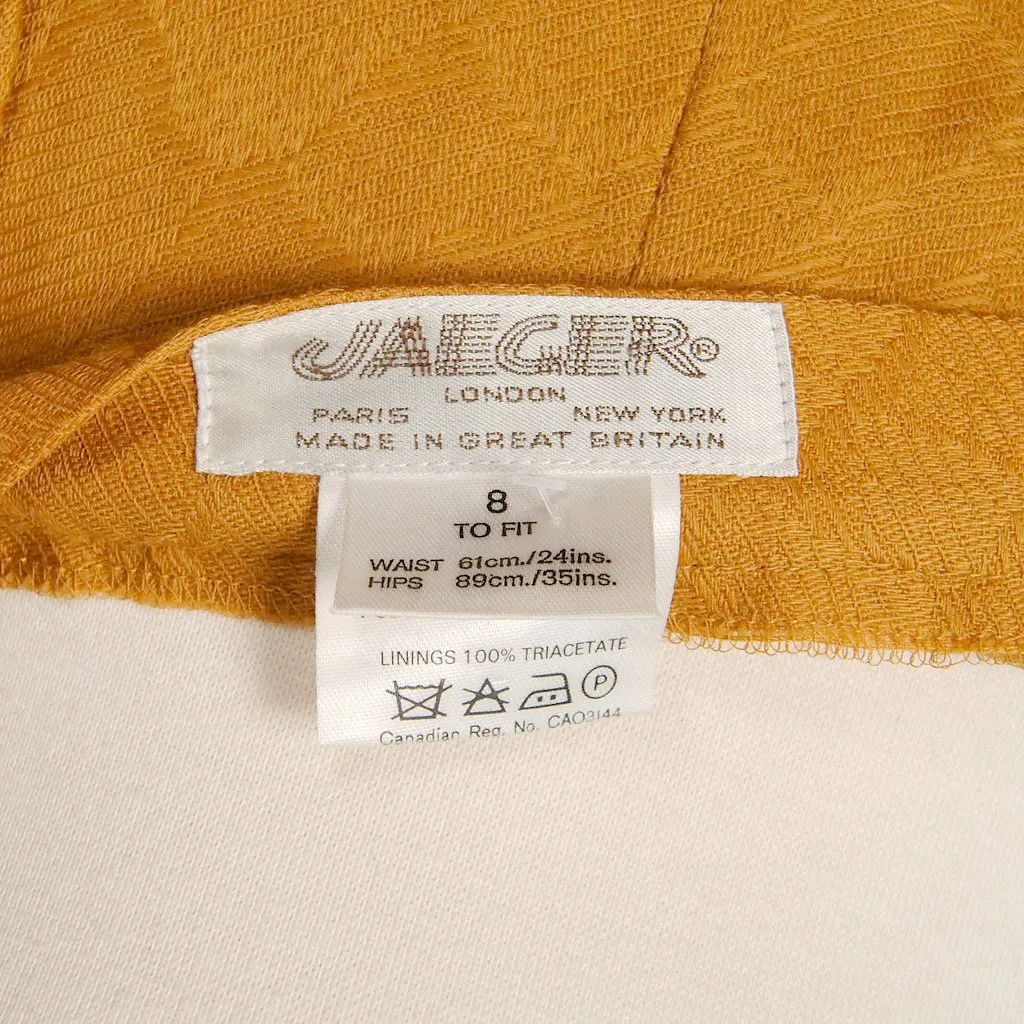 JAEGER®
LONDON
PARIS NEW YORK
MADE IN GREAT BRITAIN
8
TO FIT
WAIST 61cm./24ins.
HIPS 89cm./35ins.
LININGS 100% TRIACETATE
P
Canadian Reg. No. CA03144